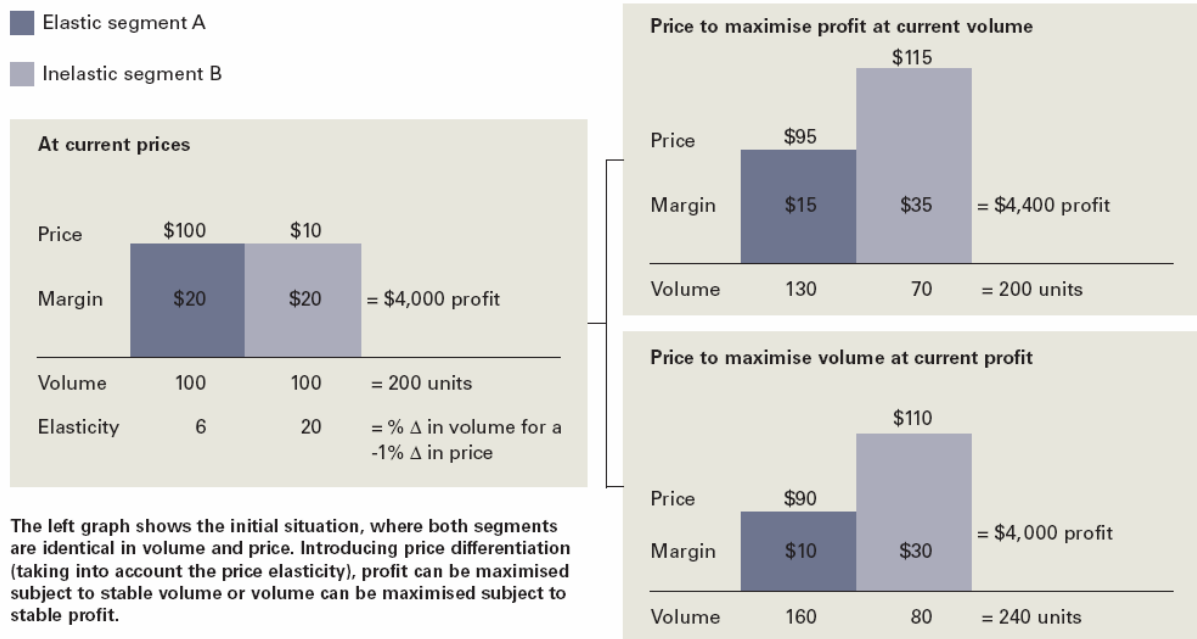 Elastic segment A
Inelastic segment B
At current prices
Price $100 $10
Margin $20 $20 = $4,000 profit
Volume 100 100 = 200 units
Elasticity 6 20 = % Δ in volume for a
-1% Δ in price
The left graph shows the initial situation, where both segments
are identical in volume and price. Introducing price differentiation
(taking into account the price elasticity), profit can be maximised
subject to stable volume or volume can be maximised subject to
stable profit.
Price to maximise profit at current volume
$115
Price $95
Margin $15 $35 = $4,400 profit
Volume 130 70 = 200 units
Price to maximise volume at current profit
$110
Price $90
Margin $10 $30 = $4,000 profit
Volume 160 80 = 240 units